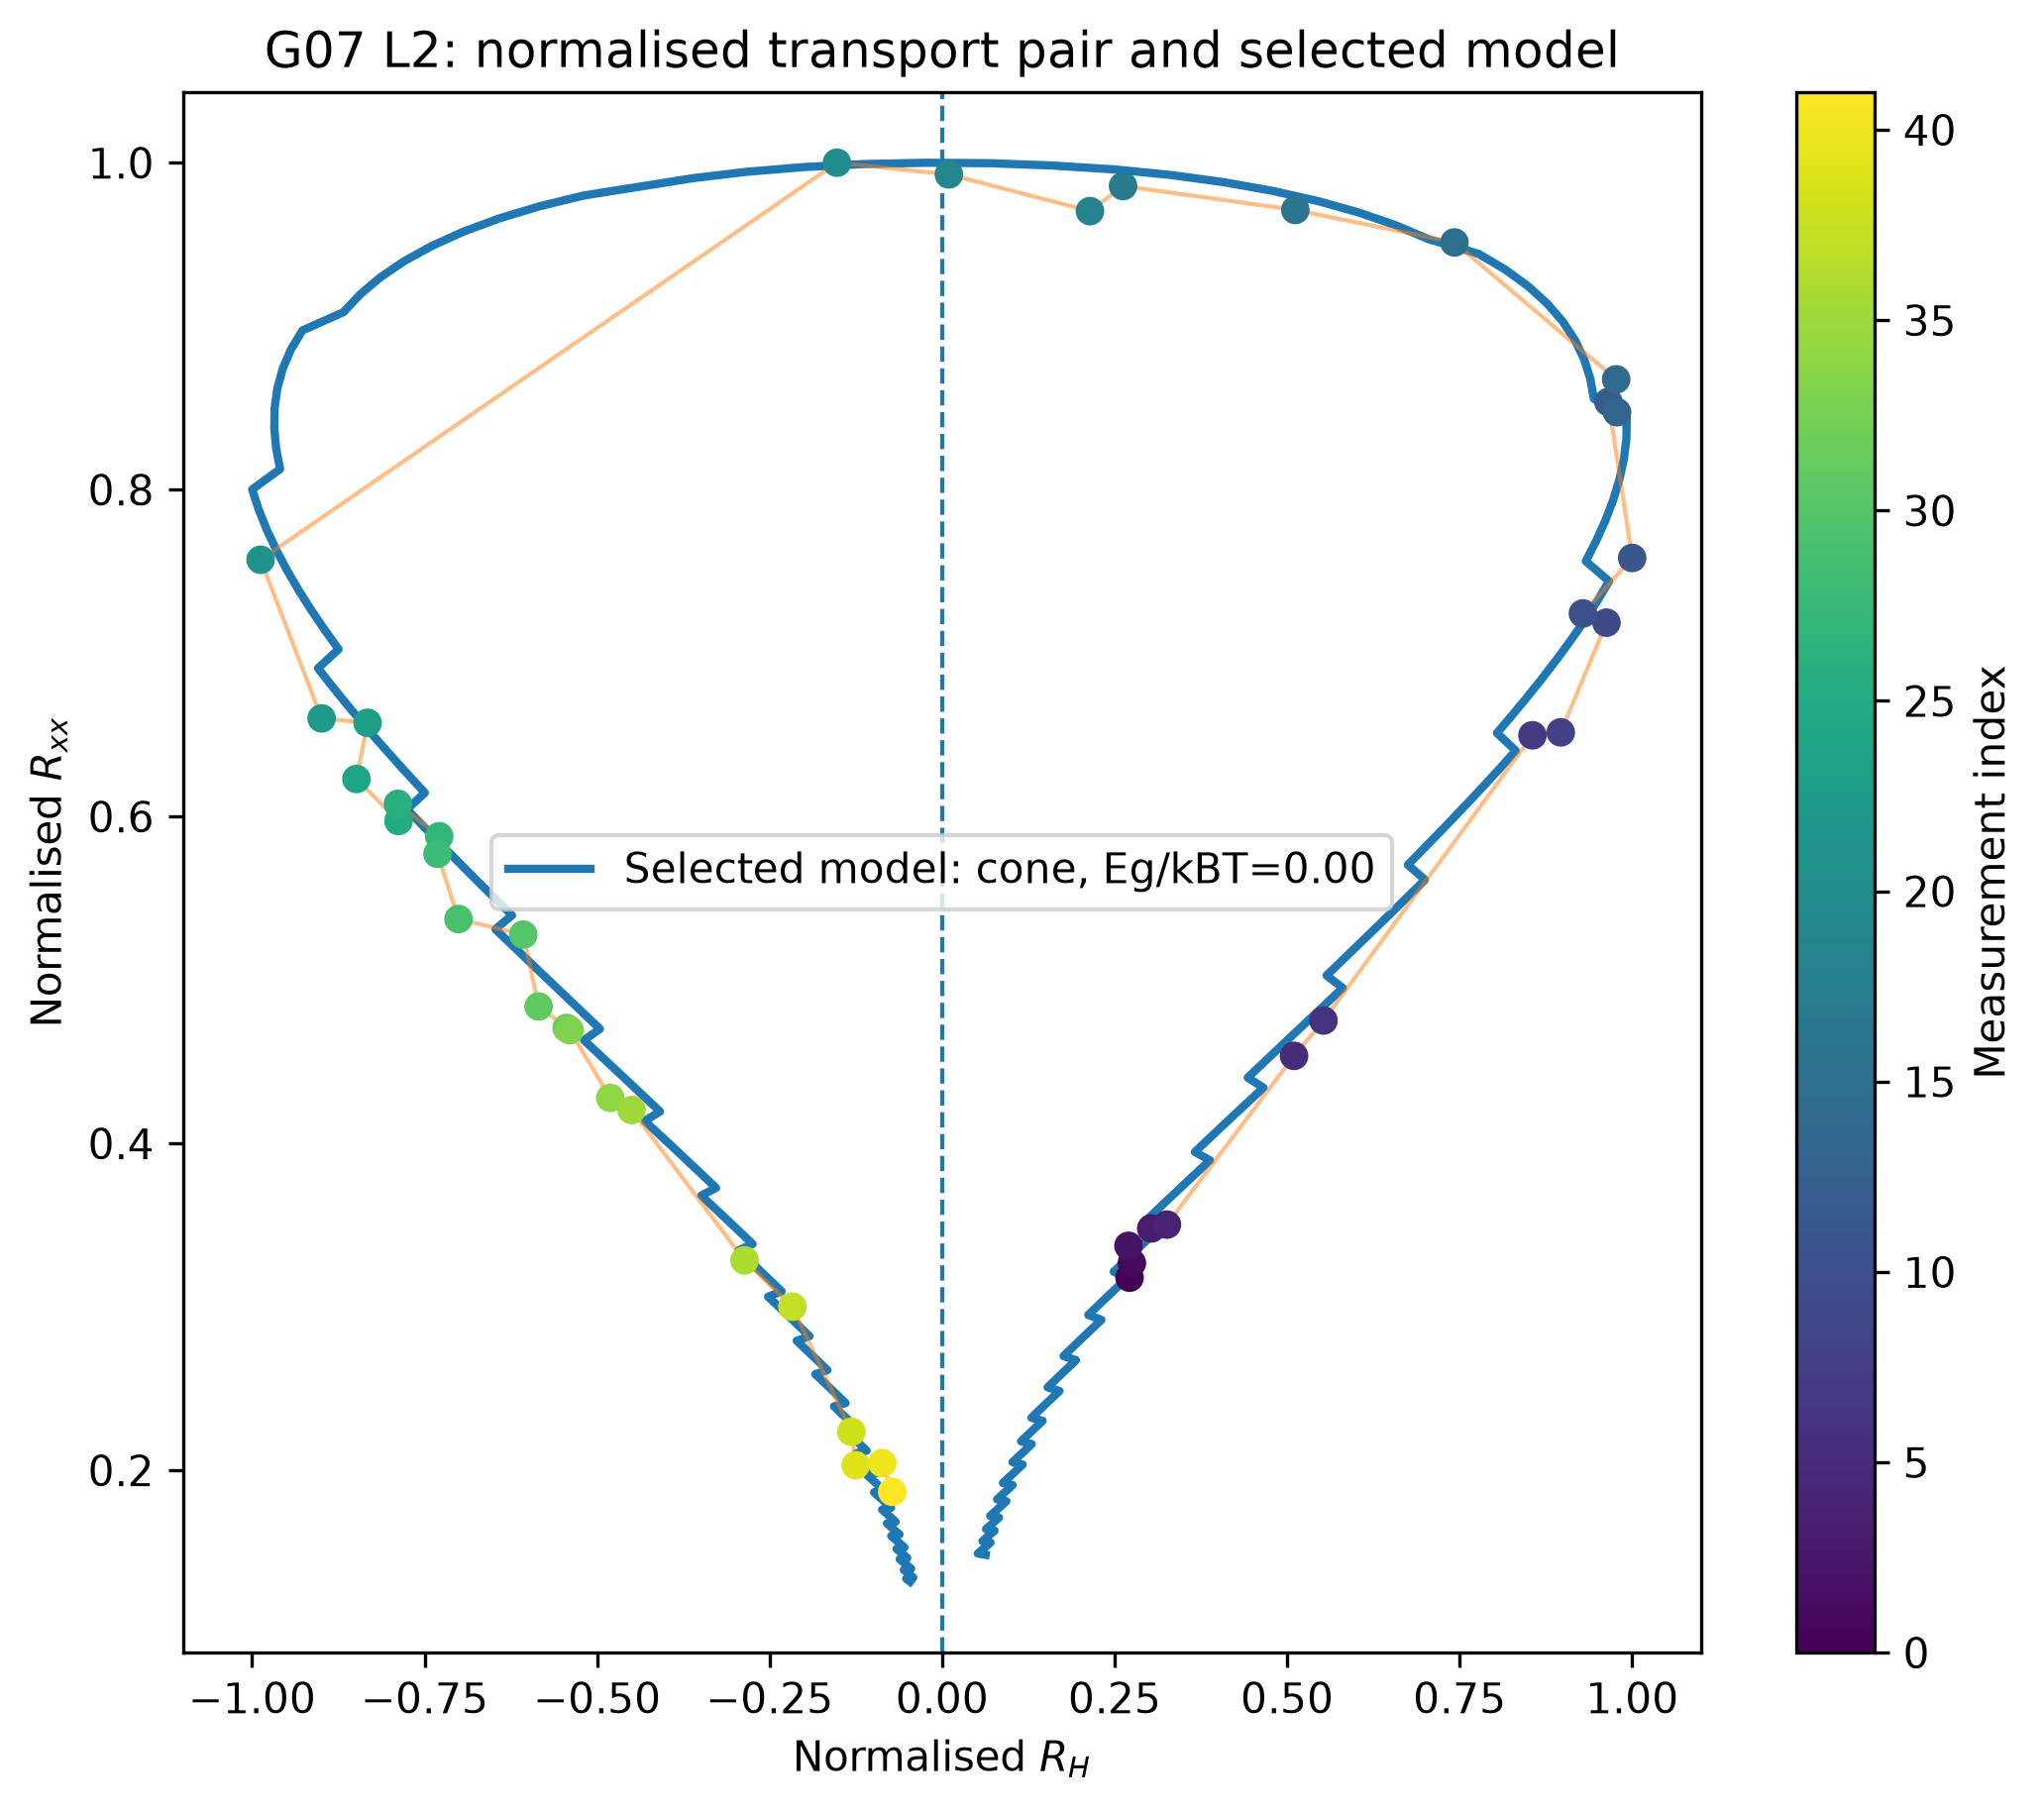 G07 L2: normalised transport pair and selected model
1.0
0.8
0.6
0.4
0.2
Normalised Rxx
Selected model: cone, Eg/kBT=0.00
−1.00 −0.75 −0.50 −0.25 0.00 0.25 0.50 0.75 1.00
Normalised RH
40
35
30
25
20
15
10
5
0
Measurement index